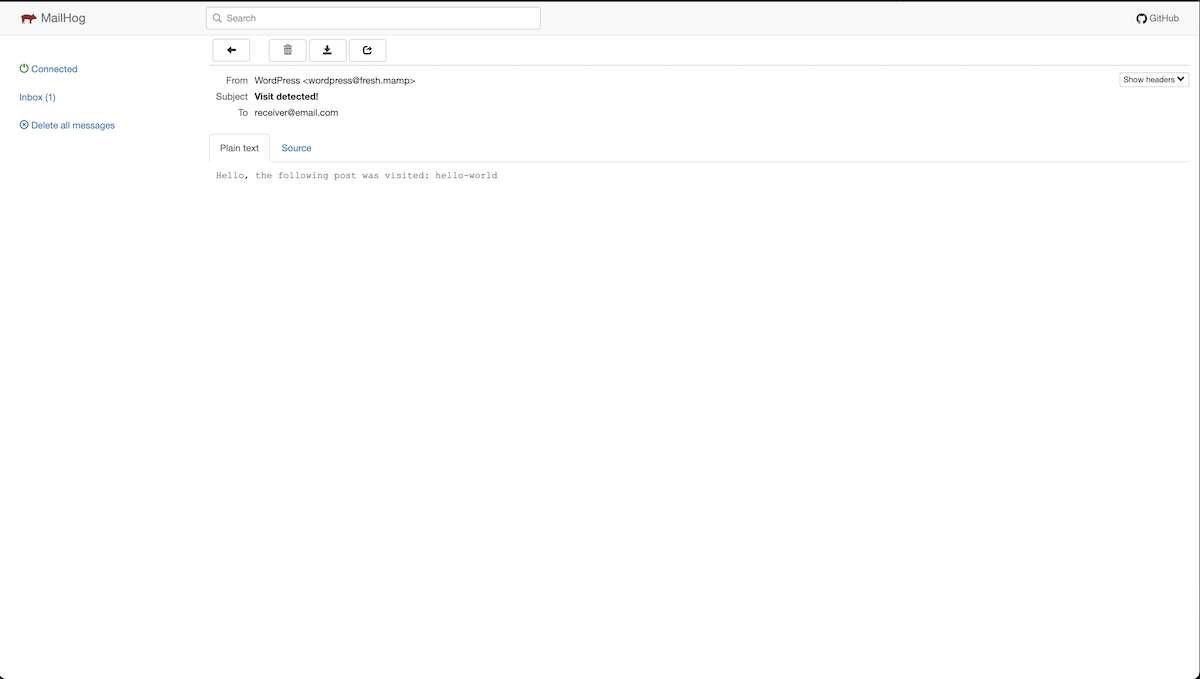 MailHog
Search
GitHub
Connected
Inbox (1)
Delete all messages
From WordPress <wordpress@fresh.mamp>
Show headers
Subject Visit detected!
To receiver@email.com
Plain text Source
Hello, the following post was visited: hello-world